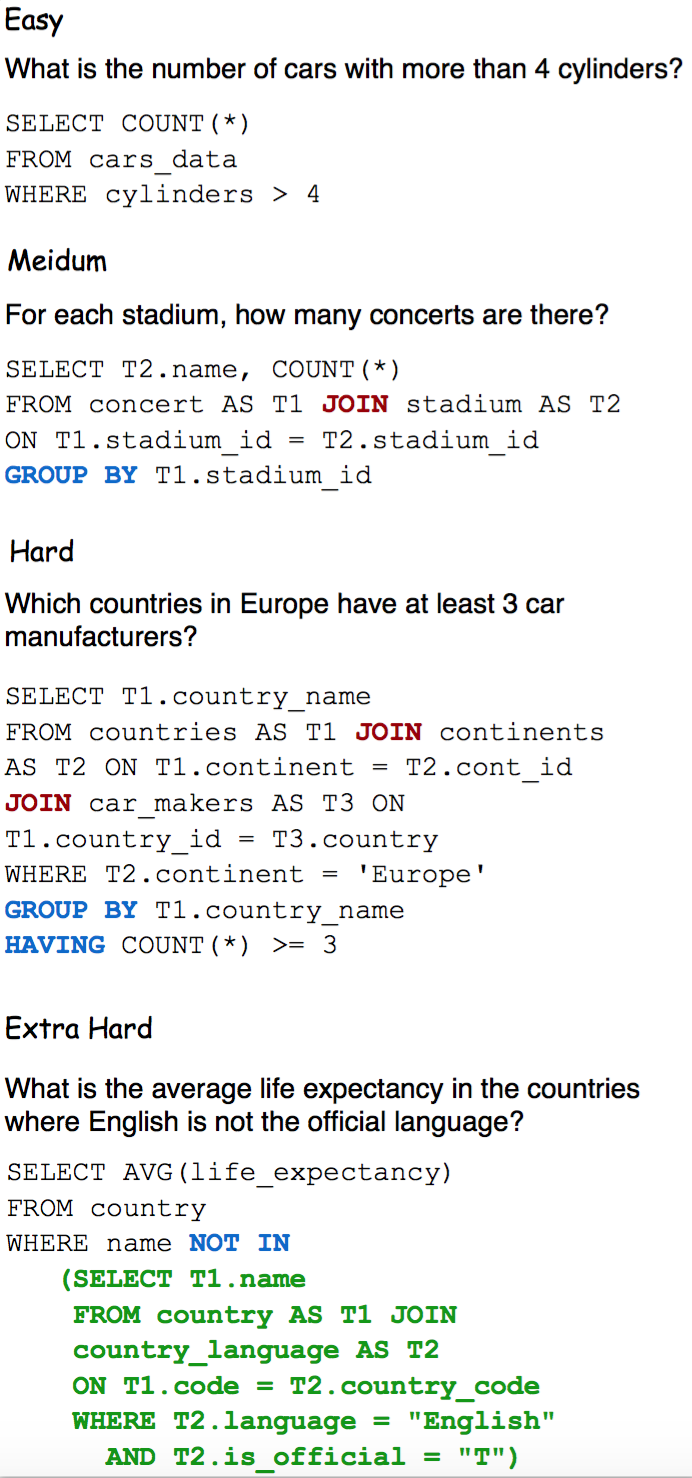 Easy
What is the number of cars with more than 4 cylinders?
SELECT COUNT(*)
FROM cars_data
WHERE cylinders > 4
Meidum
For each stadium, how many concerts are there?
SELECT T2.name, COUNT(*)
FROM concert AS T1 JOIN stadium AS T2
ON T1.stadium_id = T2.stadium_id
GROUP BY T1.stadium_id
Hard
Which countries in Europe have at least 3 car
manufacturers?
SELECT T1.country_name
FROM countries AS T1 JOIN continents
AS T2 ON T1.continent = T2.cont_id
JOIN car_makers AS T3 ON
T1.country_id = T3.country
WHERE T2.continent = 'Europe'
GROUP BY T1.country_name
HAVING COUNT(*) >= 3
Extra Hard
What is the average life expectancy in the countries
where English is not the official language?
SELECT AVG(life_expectancy)
FROM country
WHERE name NOT IN
(SELECT T1.name
FROM country AS T1 JOIN
country_language AS T2
ON T1.code = T2.country_code
WHERE T2.language = "English"
AND T2.is_official = "T")